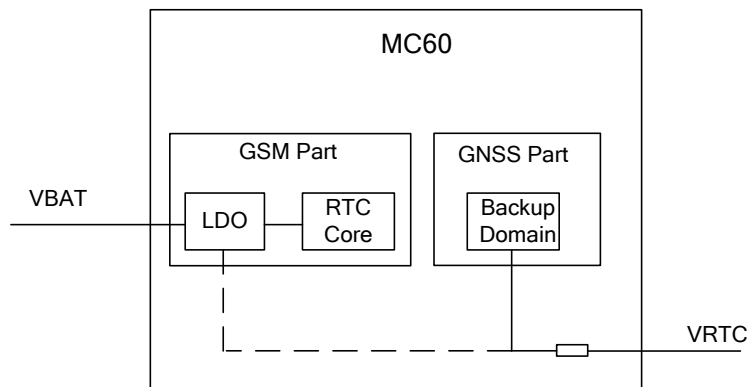 MC60
GSM Part
GNSS Part
VBAT
LDO
RTC
Core
Backup
Domain
VRTC